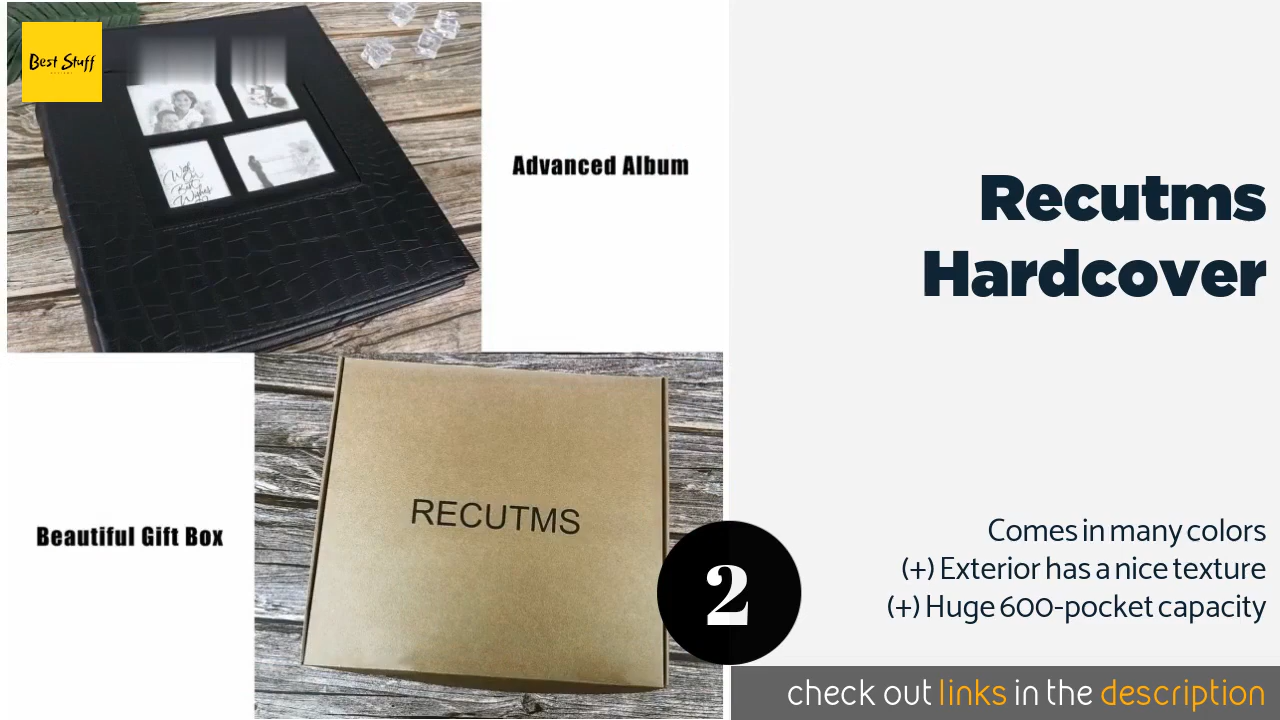 Best Stuff
Advanced Album
Recutms
Hardcover
RECUTMS
Beautiful Gift Box
2
Comes in many colors
(+) Exterior has a nice texture
(+) Huge 600-pocket capacity
check out links in the description